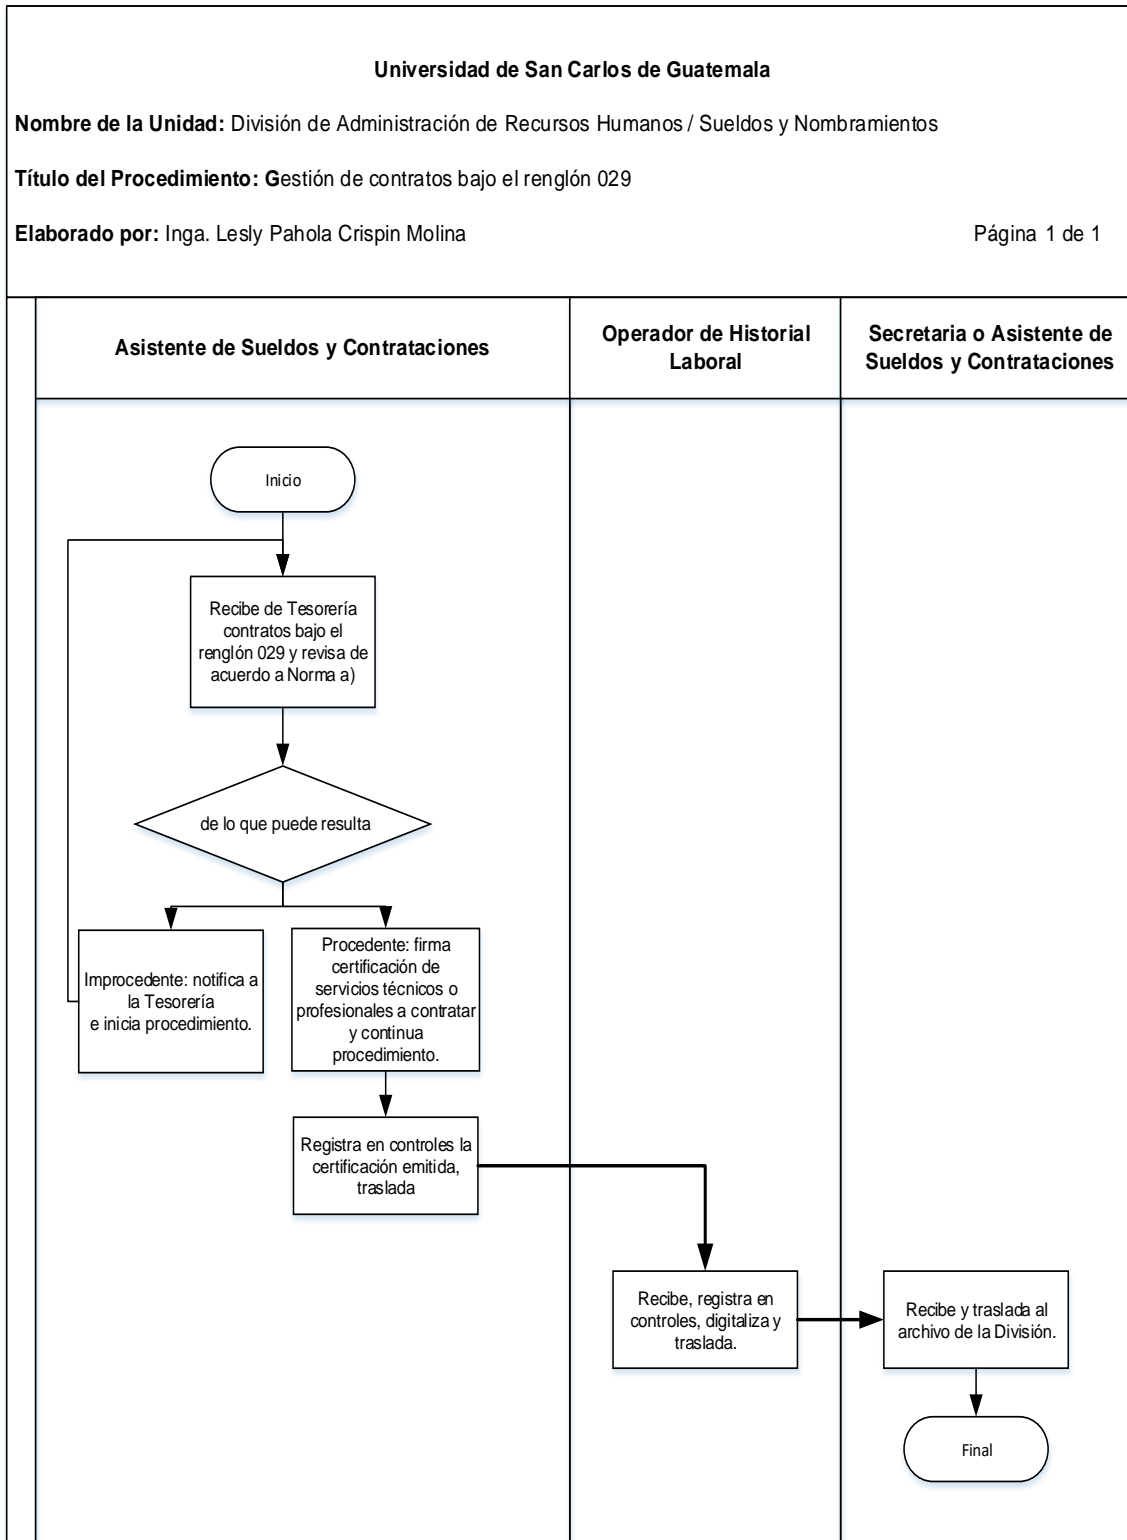 Universidad de San Carlos de Guatemala
Nombre de la Unidad: División de Administración de Recursos Humanos / Sueldos y Nombramientos
Título del Procedimiento: Gestión de contratos bajo el renglón 029
Elaborado por: Inga. Lesly Pahola Crispin Molina
Página 1 de 1
Asistente de Sueldos y Contrataciones
Operador de Historial
Laboral
Secretaria o Asistente de
Sueldos y Contrataciones
Inicio
Recibe de Tesorería
contratos bajo el
renglón 029 y revisa de
acuerdo a Norma a)
de lo que puede resulta
Improcedente: notifica a
la Tesorería
e inicia procedimiento.
Procedente: firma
certificación de
servicios técnicos o
profesionales a contratar
y continua
procedimiento.
Registra en controles la
certificación emitida,
traslada
Recibe, registra en
controles, digitaliza y
traslada.
Recibe y traslada al
archivo de la División.
Final